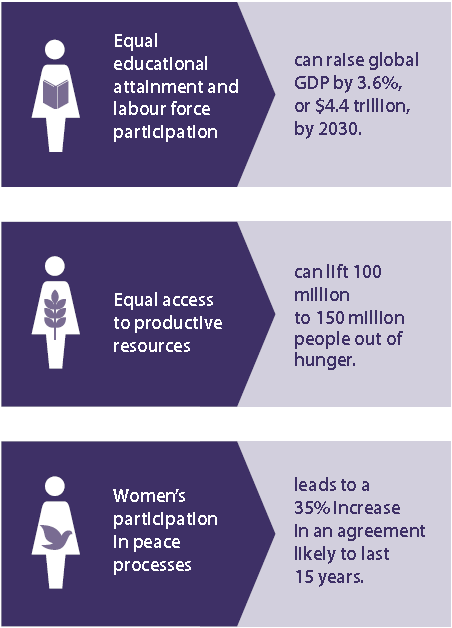 Equal
educational
attainment and
labour force
participation
can raise global
GDP by 3.6%,
or $4.4 trillion,
by 2030.
Equal access
to productive
resources
can lift 100
million
to 150 million
people out of
hunger.
Women's
participation
in peace
processes
leads to a
35% increase
in an agreement
likely to last
15 years.